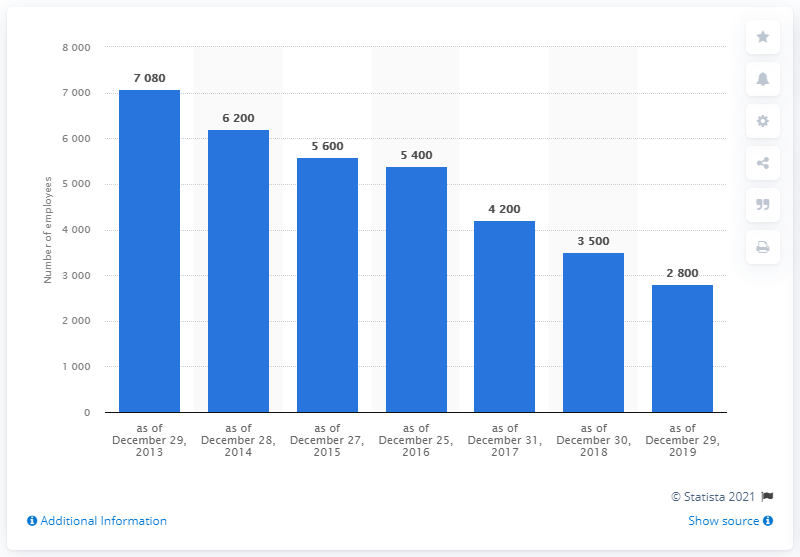 8 000
7 000
6 000
5 000
4 000
3 000
2 000
1 000
0
Number of employees
7 080
6 200
5 600
5 400
4 200
3 500
2 800
as of December 29, 2013
as of December 28, 2014
as of December 27, 2015
as of December 25, 2016
as of December 31, 2017
as of December 30, 2018
as of December 29, 2019
© Statista 2021
Additional Information
Show source